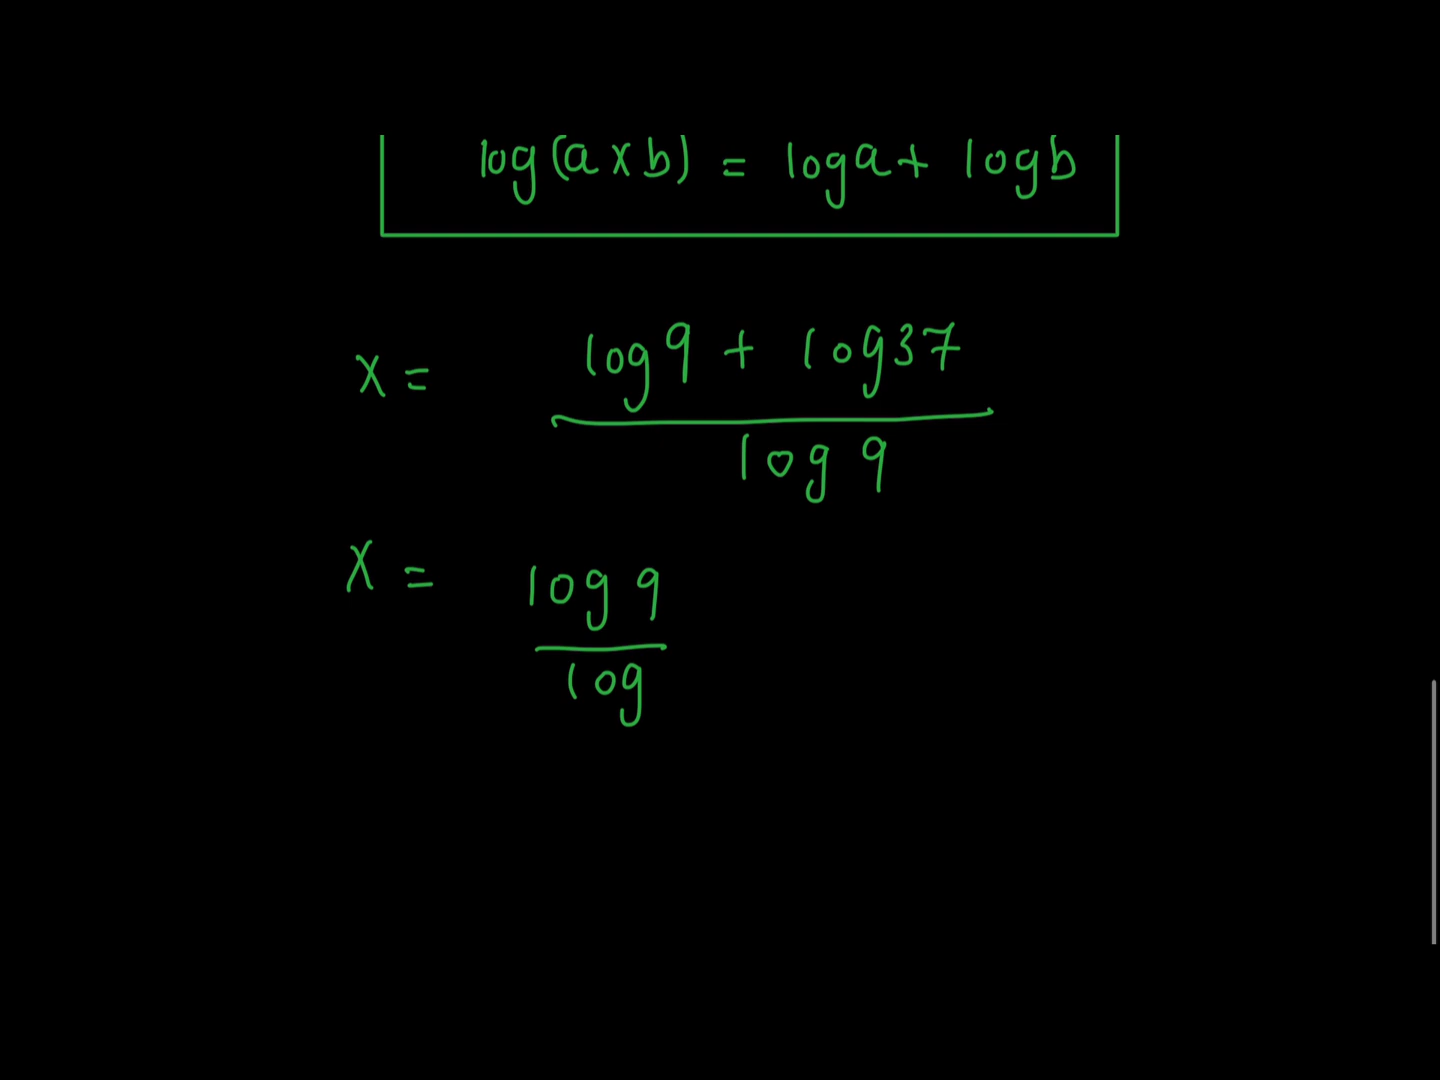 log(a x b) = log a + log b
x = log 9 + log 37
log 9
x = log 9
log